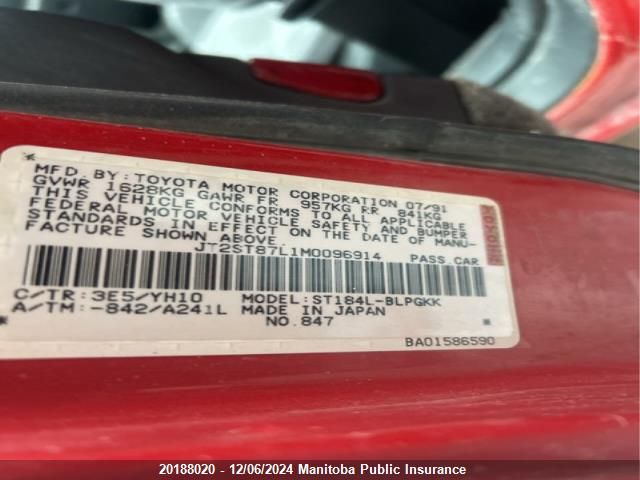 MFD. BY: TOYOTA MOTOR CORPORATION 07/91
GVWR 1628KG GAWR FR 957KG RR 841KG
THIS VEHICLE CONFORMS TO ALL APPLICABLE
FEDERAL MOTOR VEHICLE SAFETY AND BUMPER
STANDARDS IN EFFECT ON THE DATE OF MANU-
FACTURE SHOWN ABOVE.
JT2ST87L1M0096914 PASS.CAR
C/TR: 3E5/YH10 MODEL: ST184L-BLPGKK
A/TM: -842/A241L MADE IN JAPAN
NO.847
BA01586590
20188020 - 12/06/2024 Manitoba Public Insurance